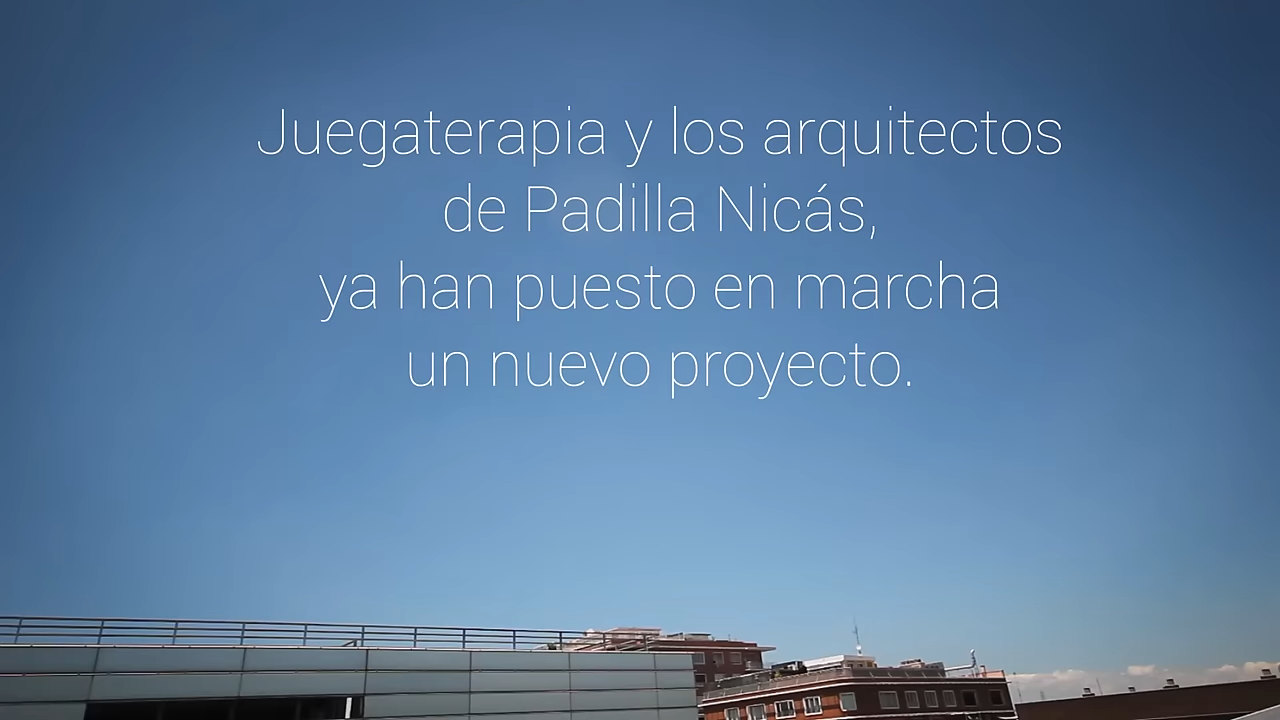 Juegaterapia y los arquitectos
de Padilla Nicás,
ya han puesto en marcha
un nuevo proyecto.